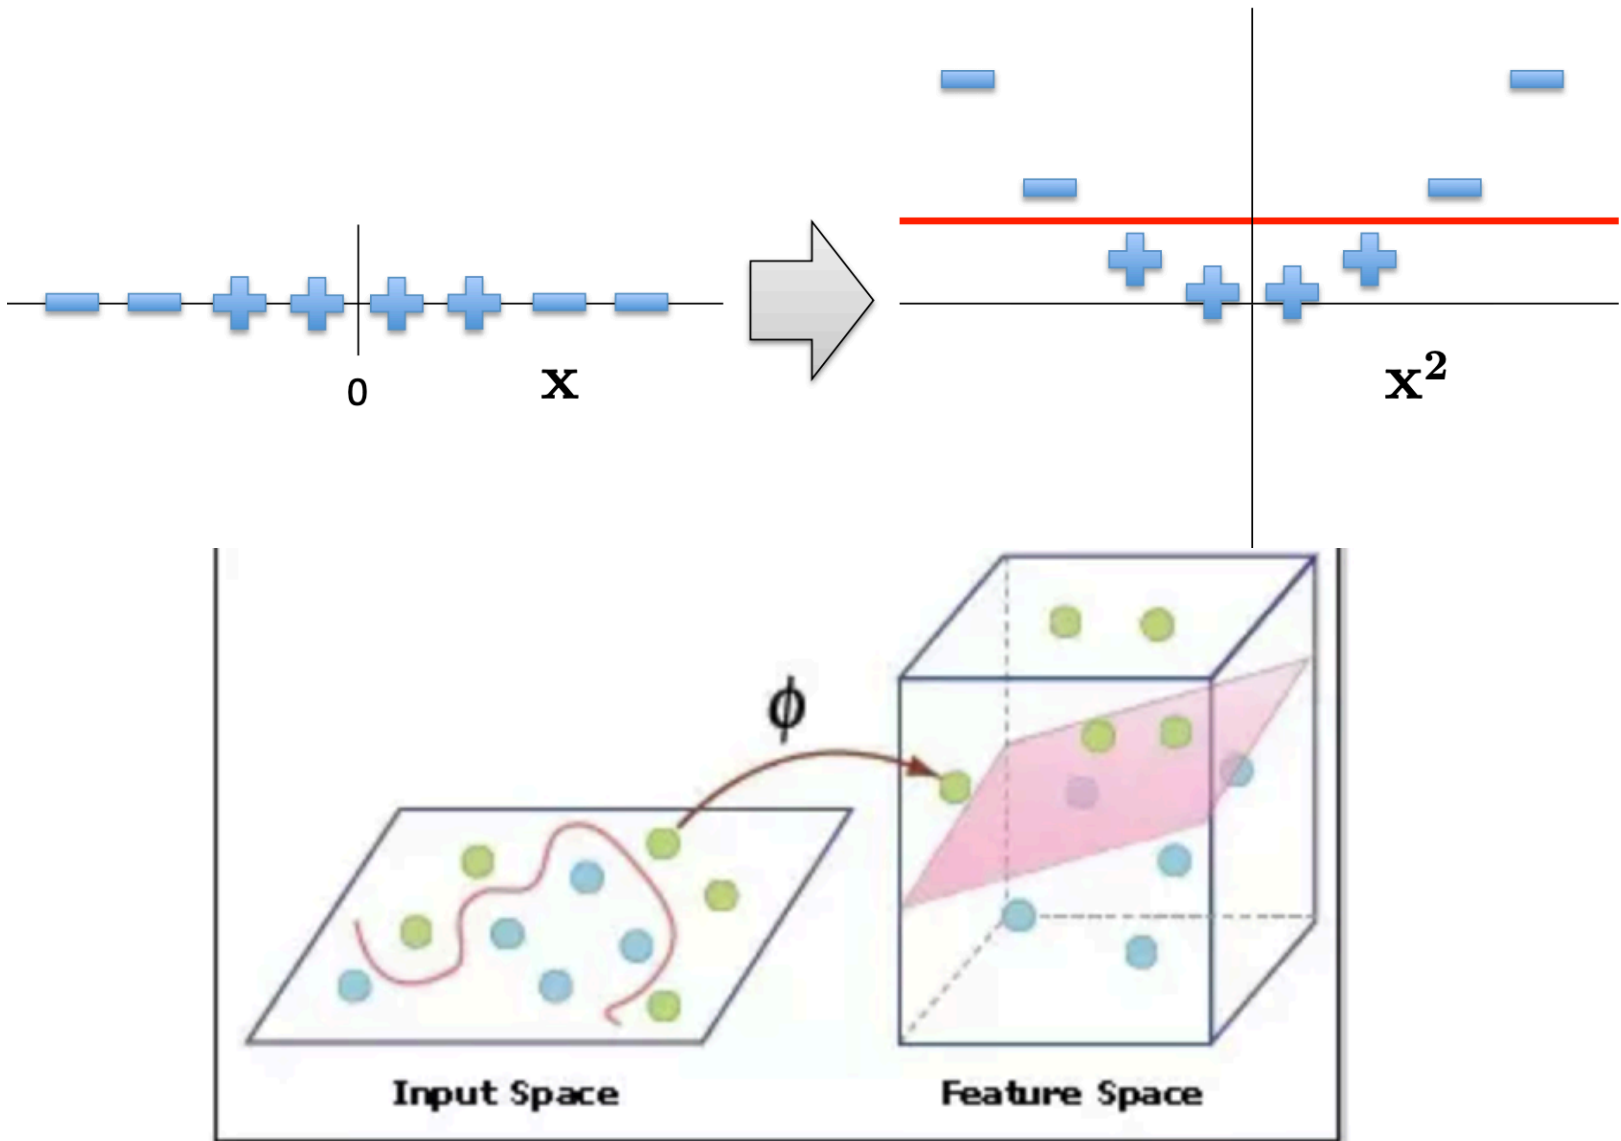 0
x
x²
ϕ
Input Space
Feature Space